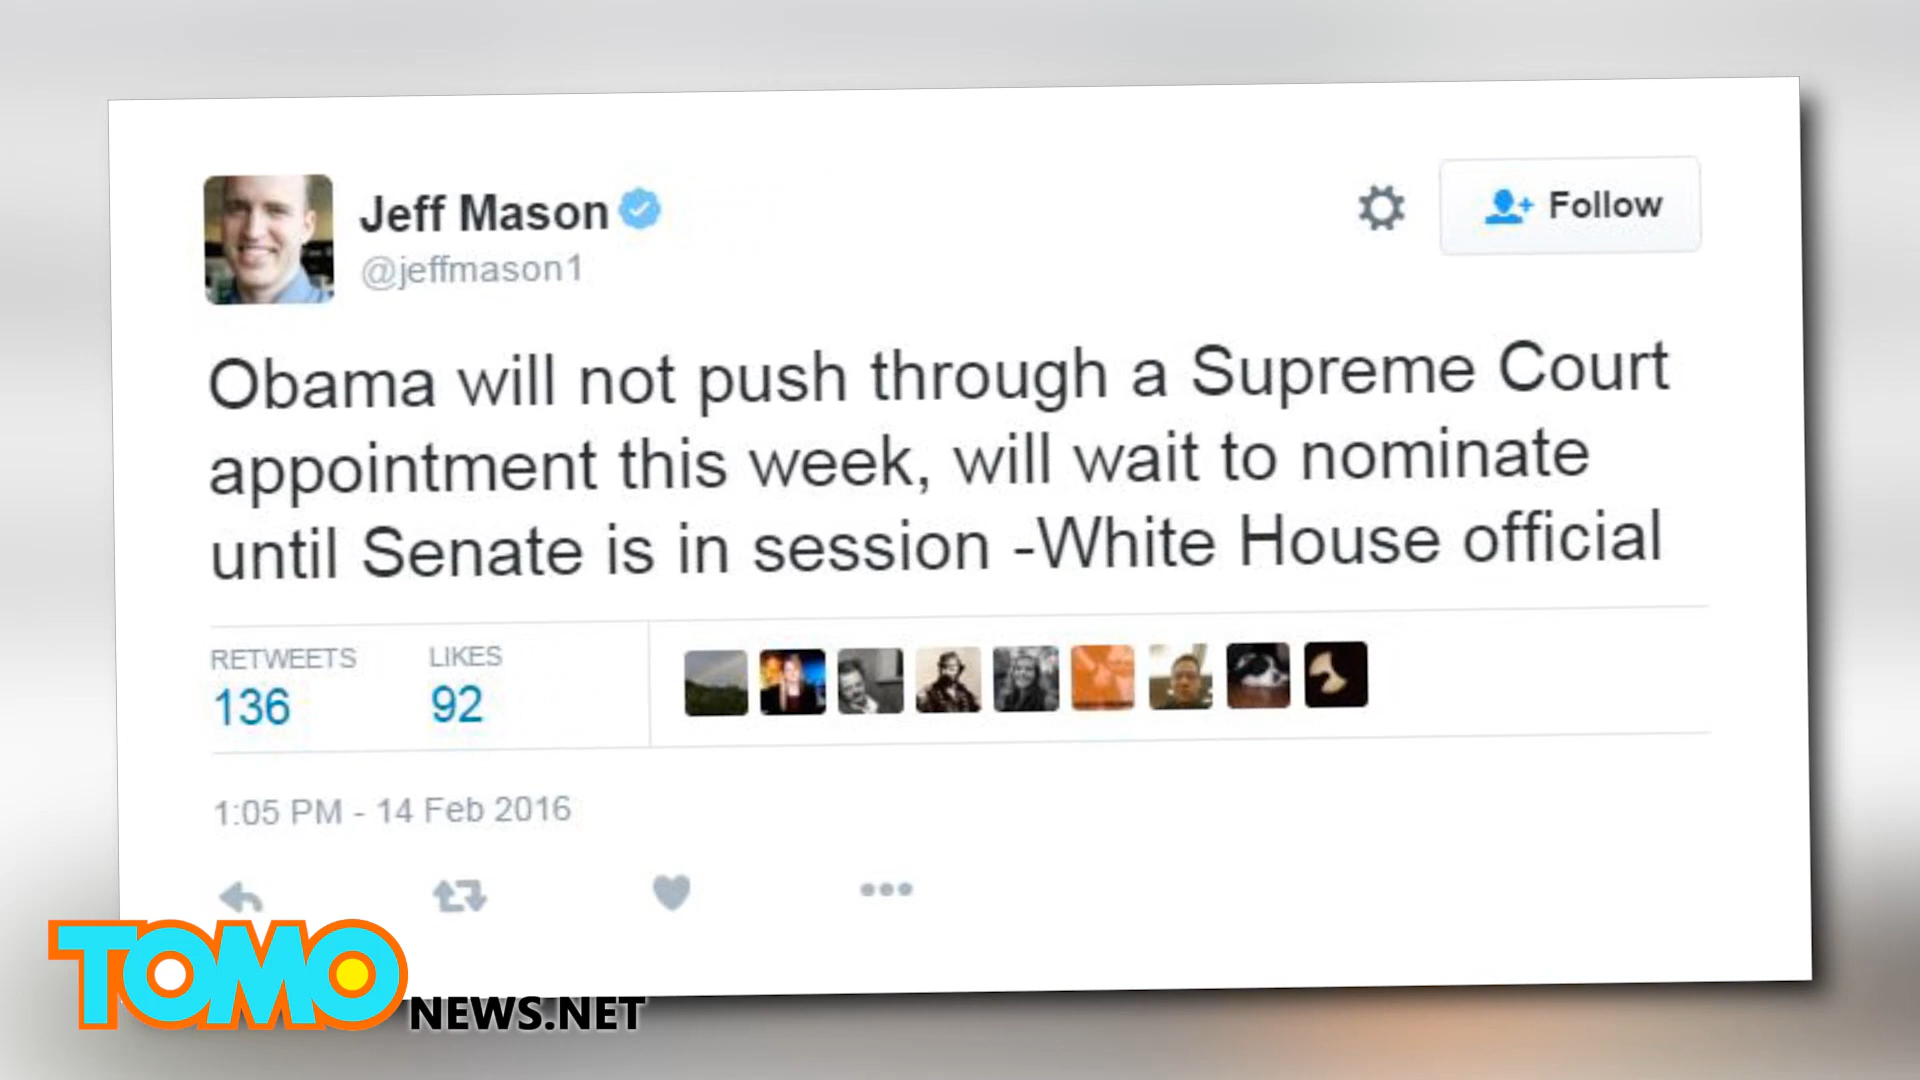 Jeff Mason
@jeffmason1
Follow
Obama will not push through a Supreme Court
appointment this week, will wait to nominate
until Senate is in session -White House official
RETWEETS
136
LIKES
92
1:05 PM - 14 Feb 2016
TOMO
NEWS.NET